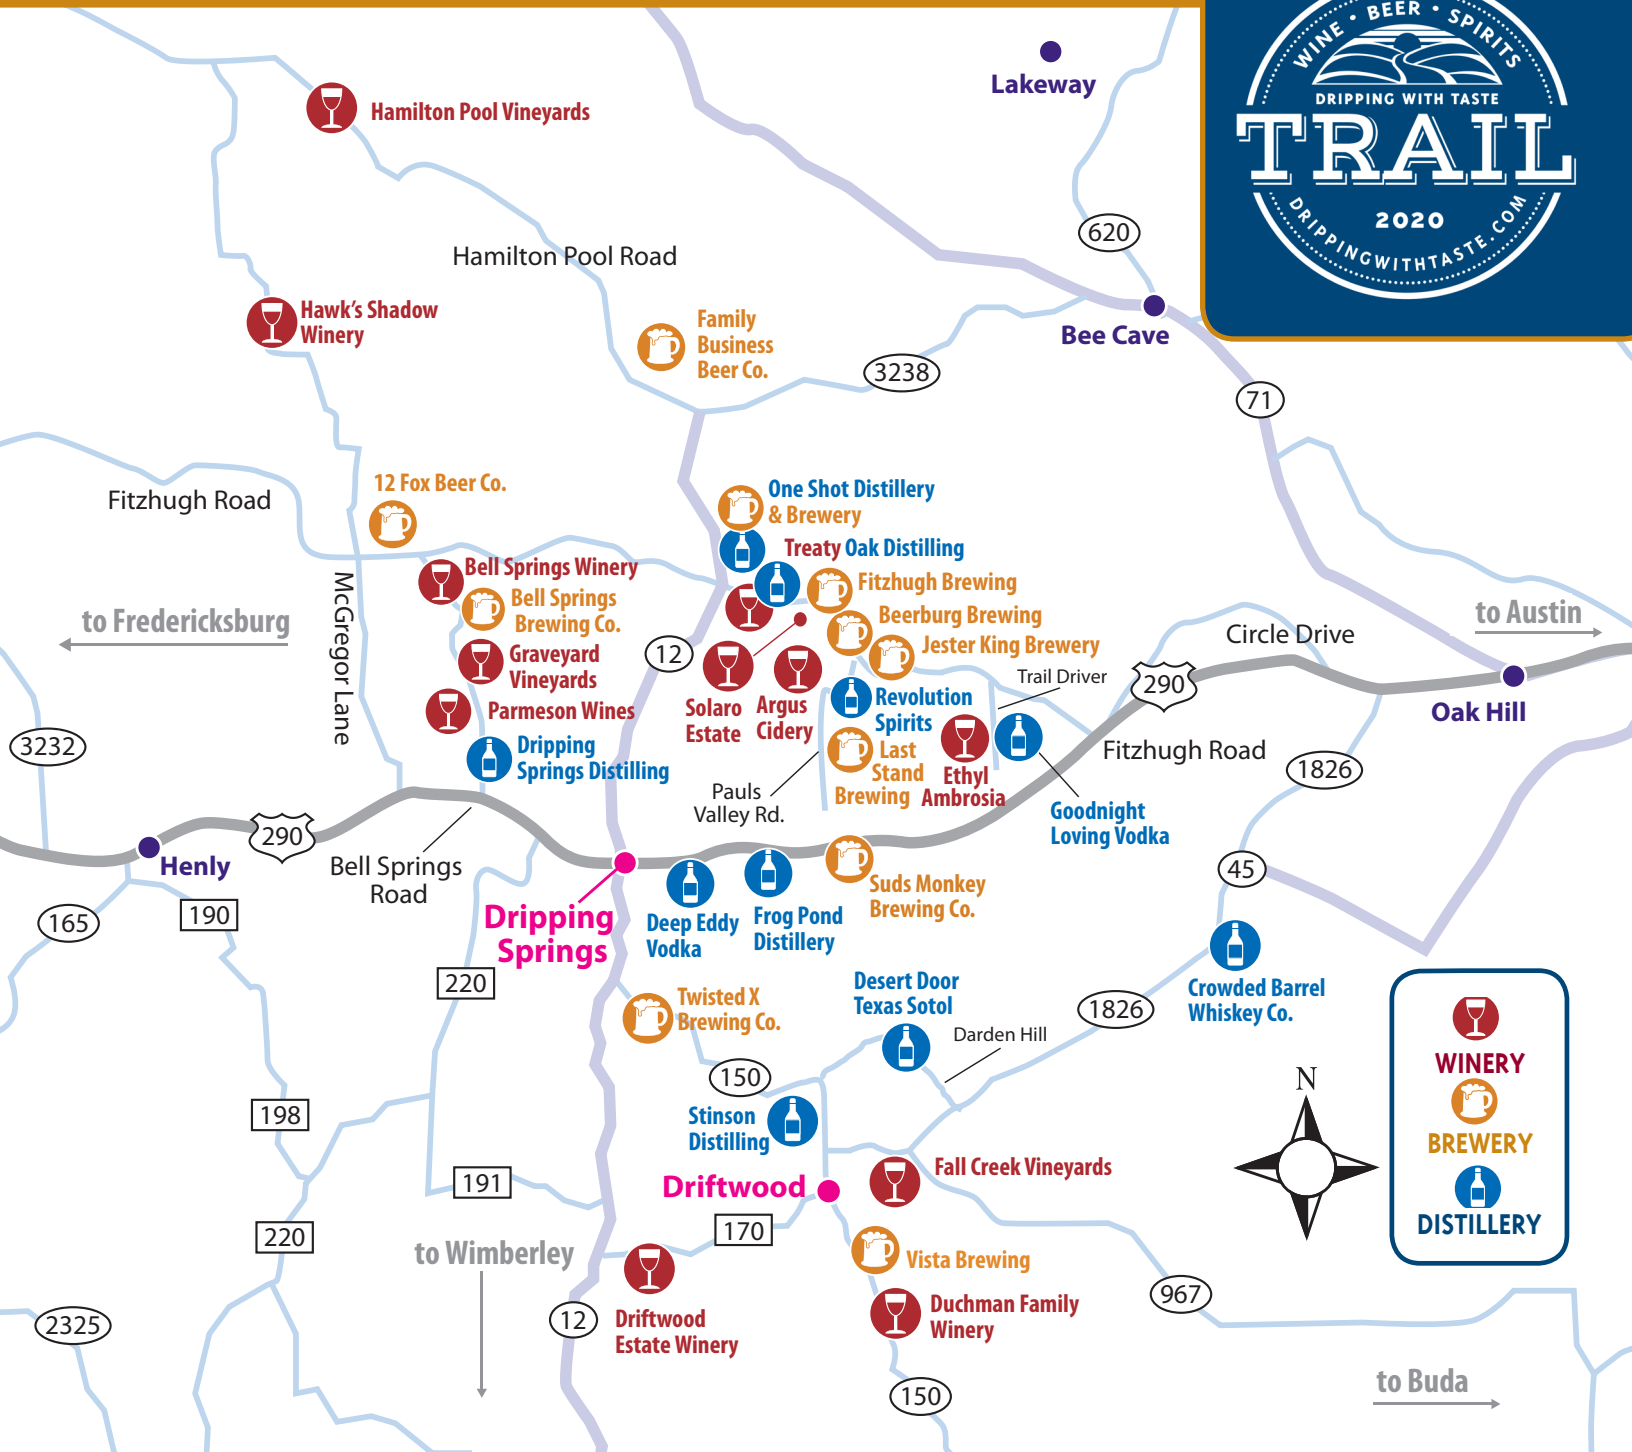 WINE • BEER • SPIRITS
DRIPPING WITH TASTE
TRAIL
2020
DRIPPINGWITHTASTE.COM
Lakeway
Hamilton Pool Vineyards
620
Hamilton Pool Road
Hawk's Shadow
Winery
Family
Business
Beer Co.
Bee Cave
3238
71
12 Fox Beer Co.
Fitzhugh Road
One Shot Distillery
& Brewery
Treaty Oak Distilling
Bell Springs Winery
Fitzhugh Brewing
Bell Springs
Brewing Co.
Beerburg Brewing
Jester King Brewery
to Fredericksburg
McGregor Lane
to Austin
Circle Drive
12
Graveyard
Vineyards
Trail Driver
290
Parmeson Wines
Solaro
Estate
Argus
Cidery
Revolution
Spirits
Oak Hill
3232
Dripping
Springs Distilling
Last
Stand
Brewing
Ethyl
Ambrosia
Fitzhugh Road
1826
Pauls
Valley Rd.
Goodnight
Loving Vodka
290
Henly
Bell Springs
Road
45
165
190
Dripping
Springs
Deep Eddy
Vodka
Frog Pond
Distillery
Suds Monkey
Brewing Co.
220
Twisted X
Brewing Co.
Desert Door
Texas Sotol
Darden Hill
1826
Crowded Barrel
Whiskey Co.
150
WINERY
BREWERY
DISTILLERY
N
198
Stinson
Distilling
Fall Creek Vineyards
191
Driftwood
170
220
to Wimberley
Vista Brewing
967
2325
12
Driftwood
Estate Winery
Duchman Family
Winery
150
to Buda